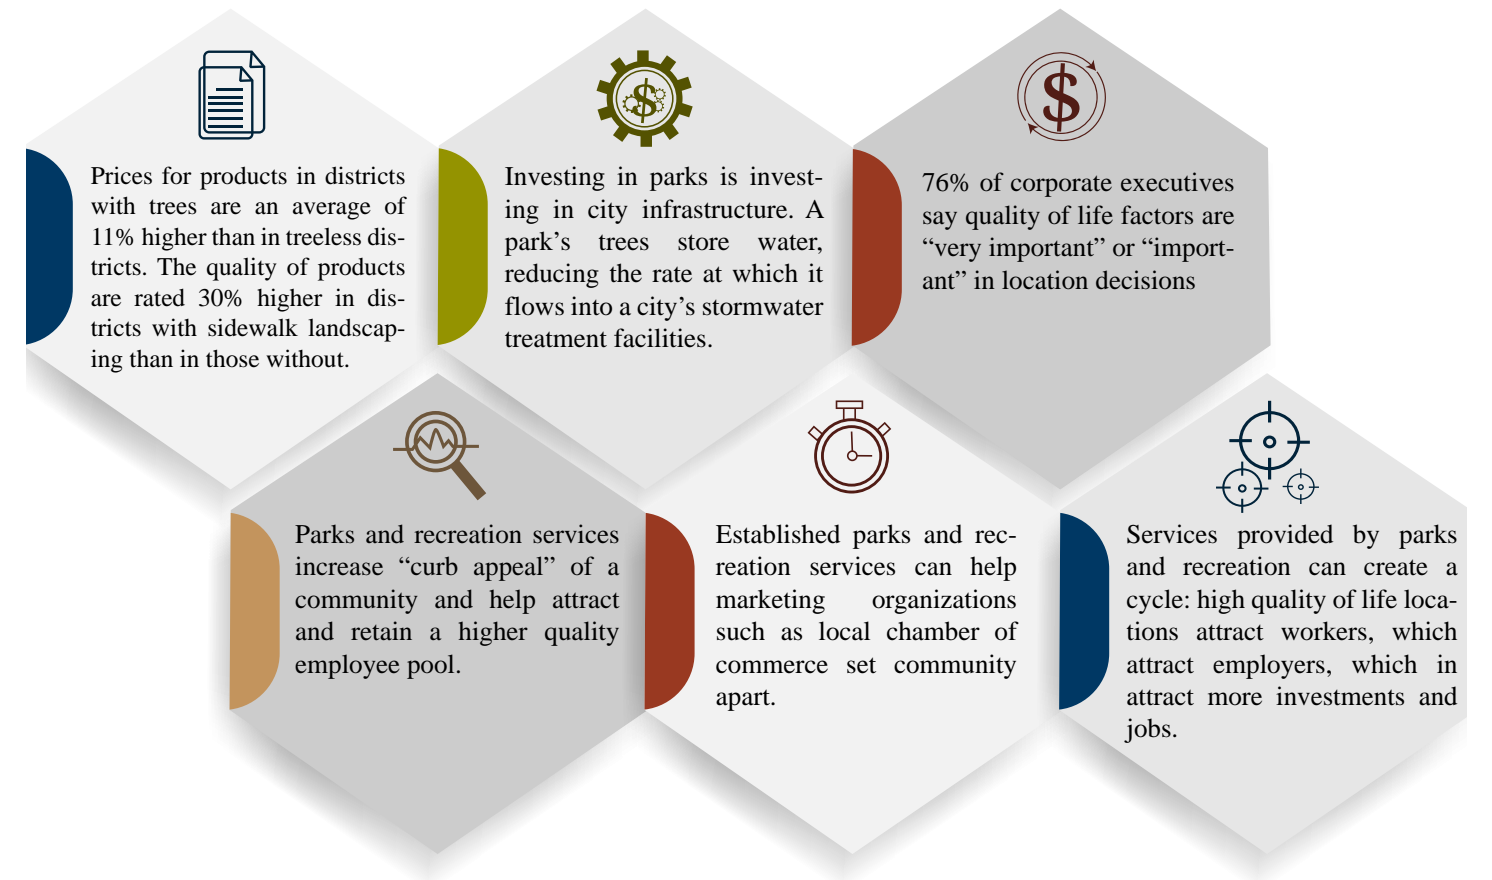 Prices for products in districts
with trees are an average of
11% higher than in treeless dis-
tricts. The quality of products
are rated 30% higher in dis-
tricts with sidewalk landscap-
ing than in those without.
Investing in parks is invest-
ing in city infrastructure. A
park’s trees store water,
reducing the rate at which it
flows into a city’s stormwater
treatment facilities.
76% of corporate executives
say quality of life factors are
“very important” or “import-
ant” in location decisions
Parks and recreation services
increase “curb appeal” of a
community and help attract
and retain a higher quality
employee pool.
Established parks and rec-
reation services can help
marketing organizations
such as local chamber of
commerce set community
apart.
Services provided by parks
and recreation can create a
cycle: high quality of life loca-
tions attract workers, which
attract employers, which in
attract more investments and
jobs.